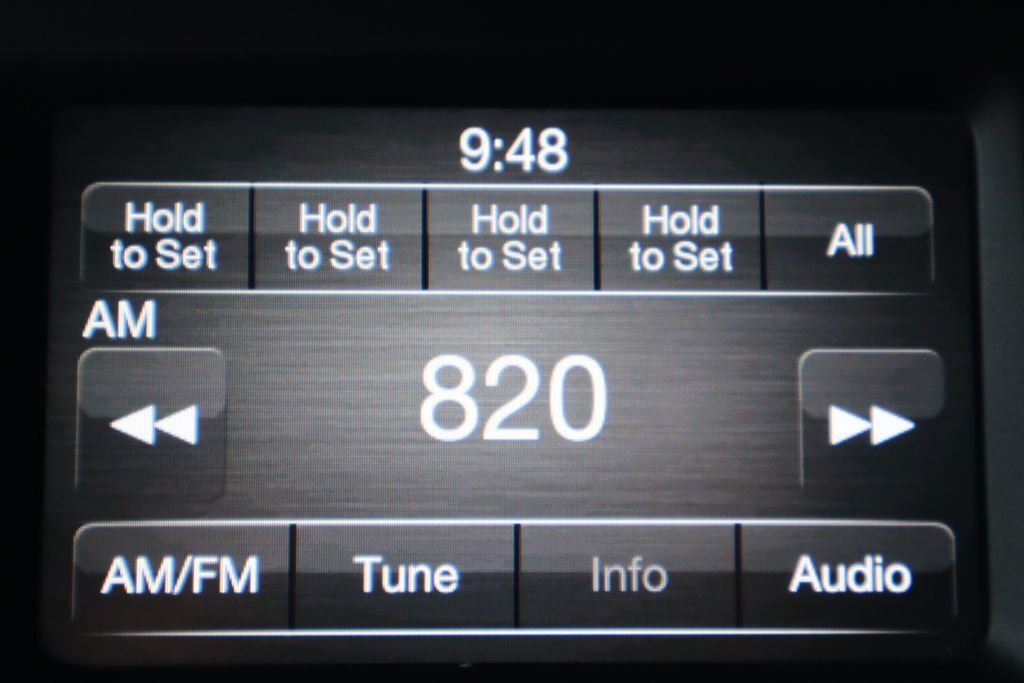 9:48
Hold to Set
Hold to Set
Hold to Set
Hold to Set
All
AM
820
AM/FM
Tune
Info
Audio